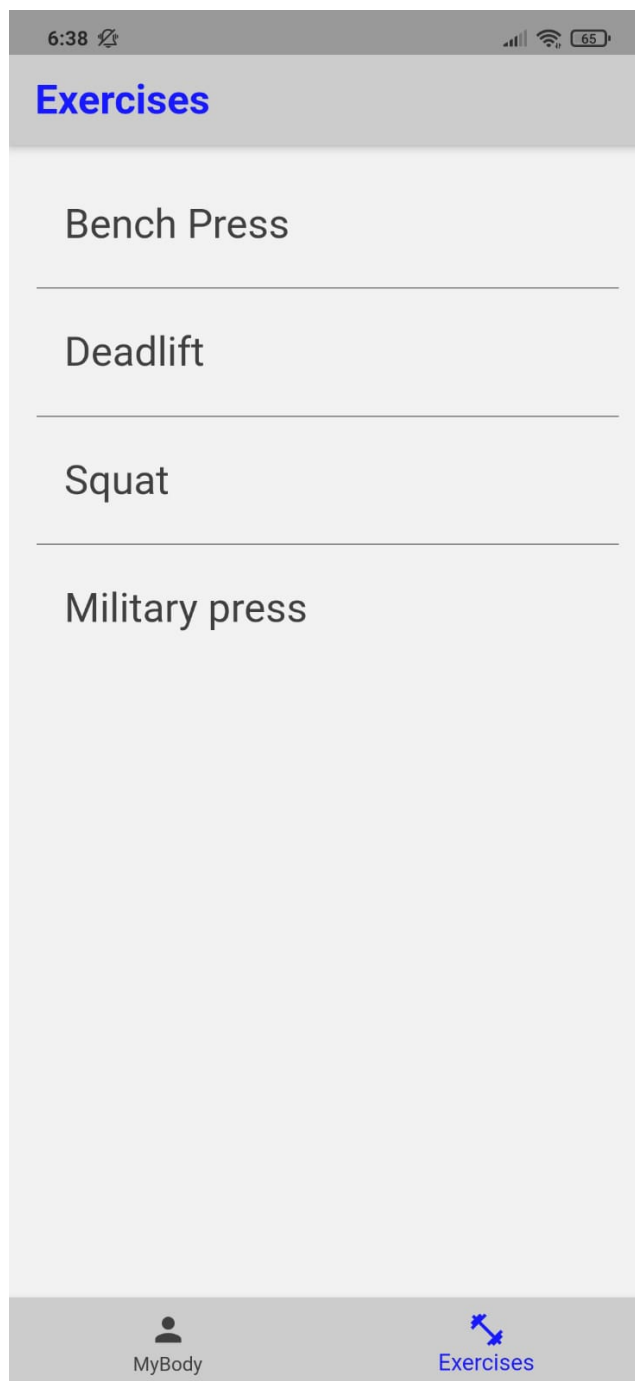 6:38
65
Exercises
Bench Press
Deadlift
Squat
Military press
MyBody
Exercises